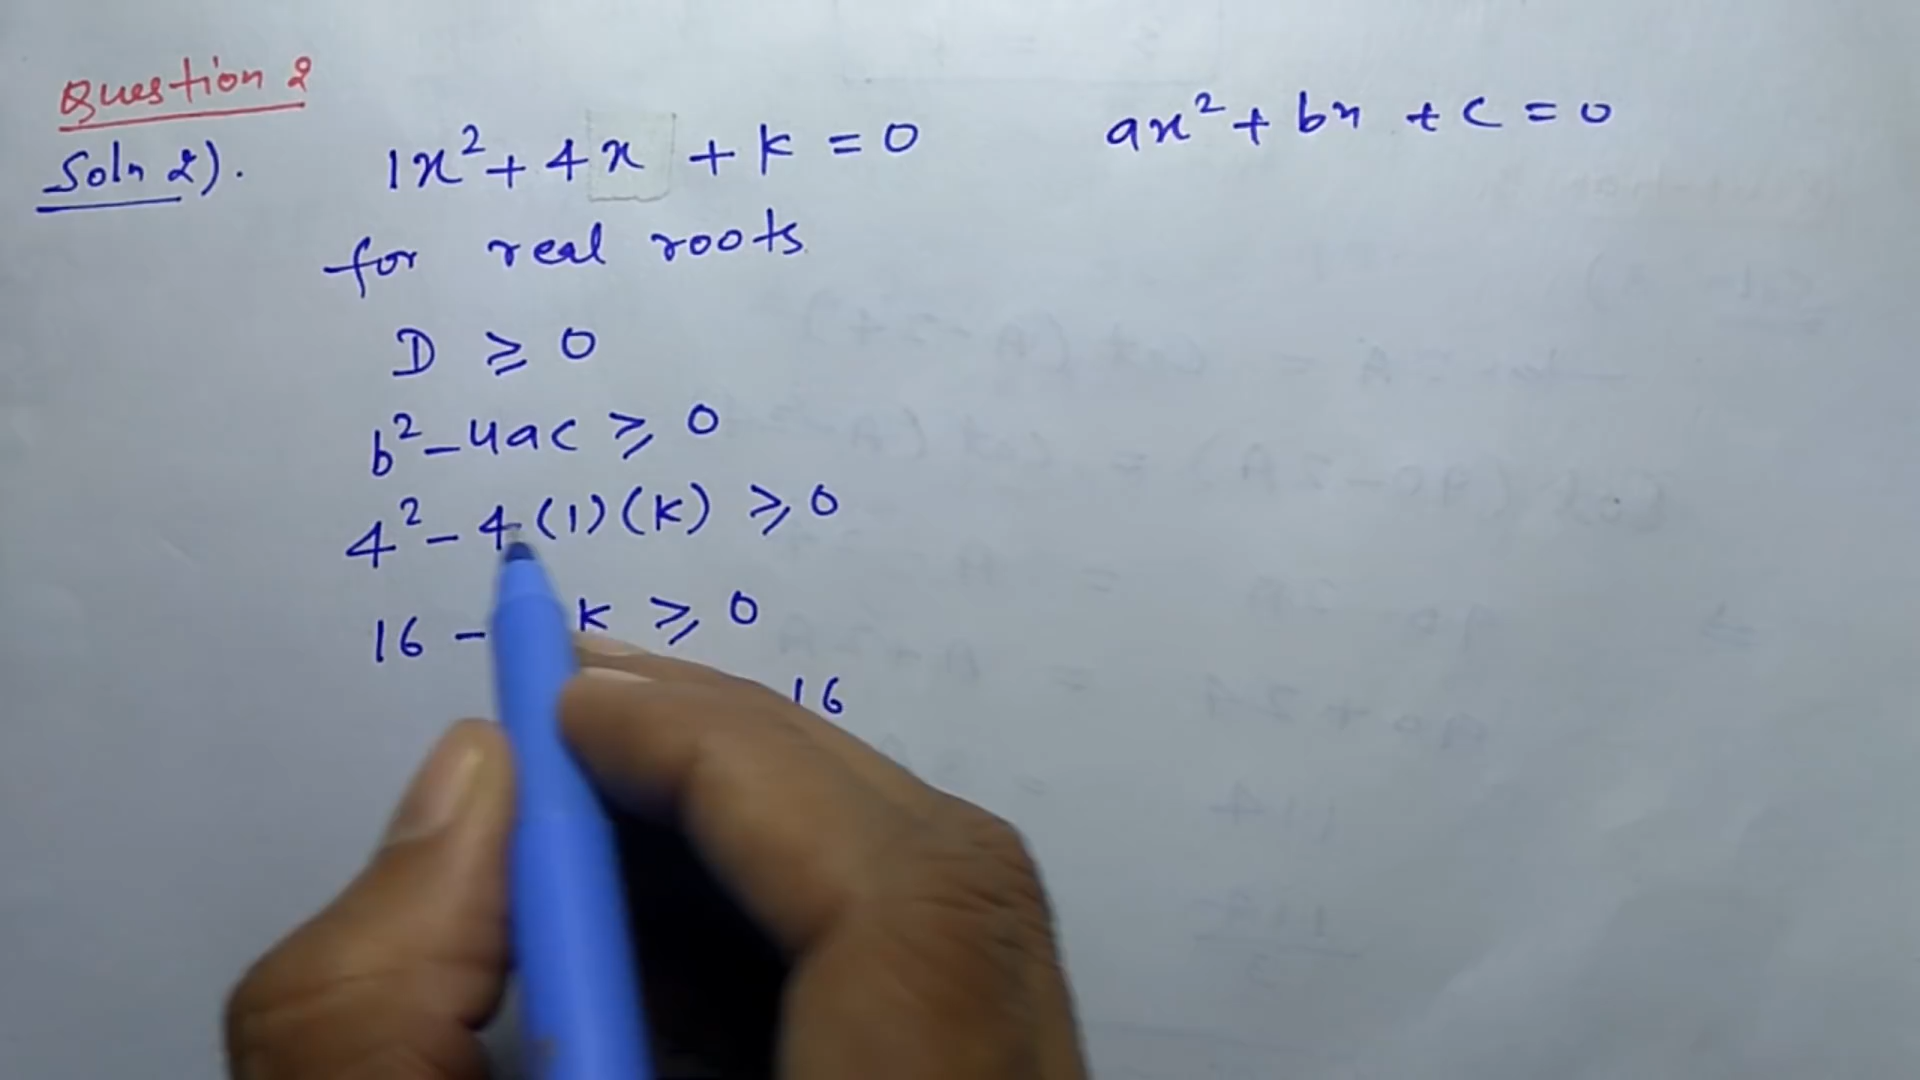 Question 2
Soln 2). 1x² + 4x + k = 0 ax² + bx + c = 0
for real roots
D ⩾ 0
b² - 4ac ⩾ 0
4² - 4(1)(k) ⩾ 0
16 - k ⩾ 0
16